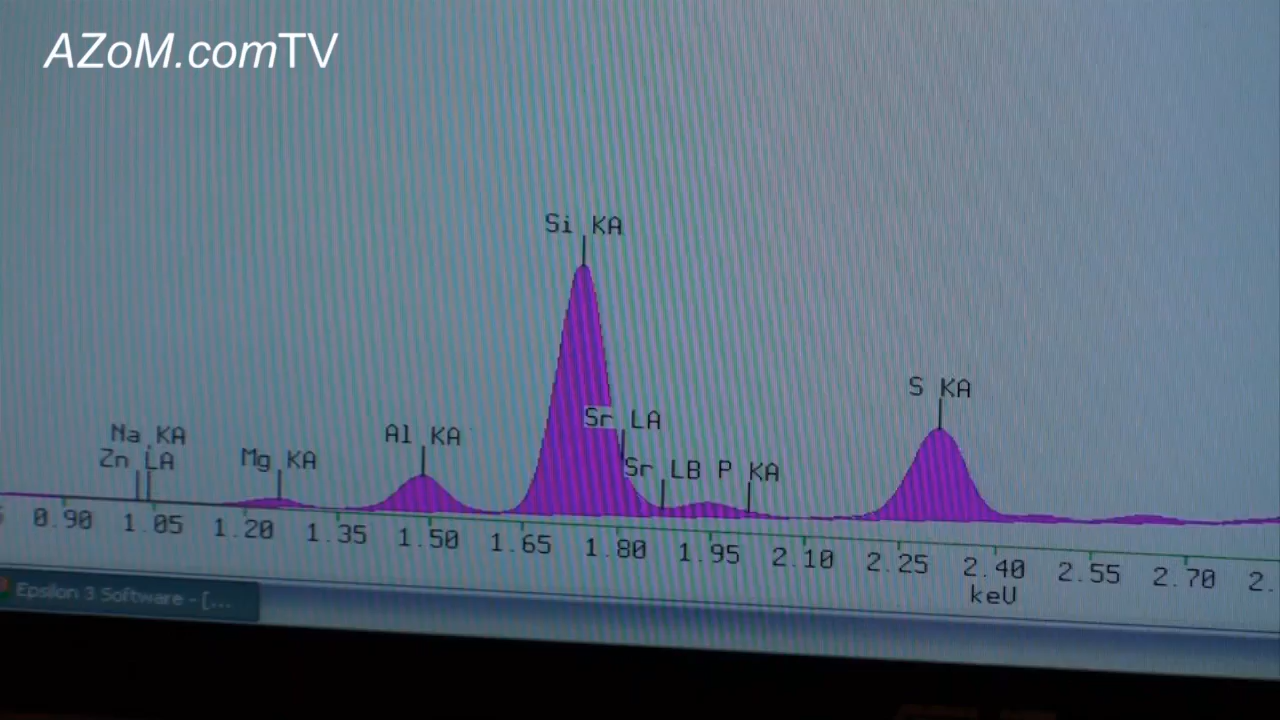 AZoM.comTV
Si KA
S KA
Sr LA
Na KA
Al KA
Zn LA
Mg KA
Sr LB P KA
0.90 1.05 1.20 1.35 1.50 1.65 1.80 1.95 2.10 2.25 2.40 2.55 2.70
keV
Epsilon 3 Software - [...